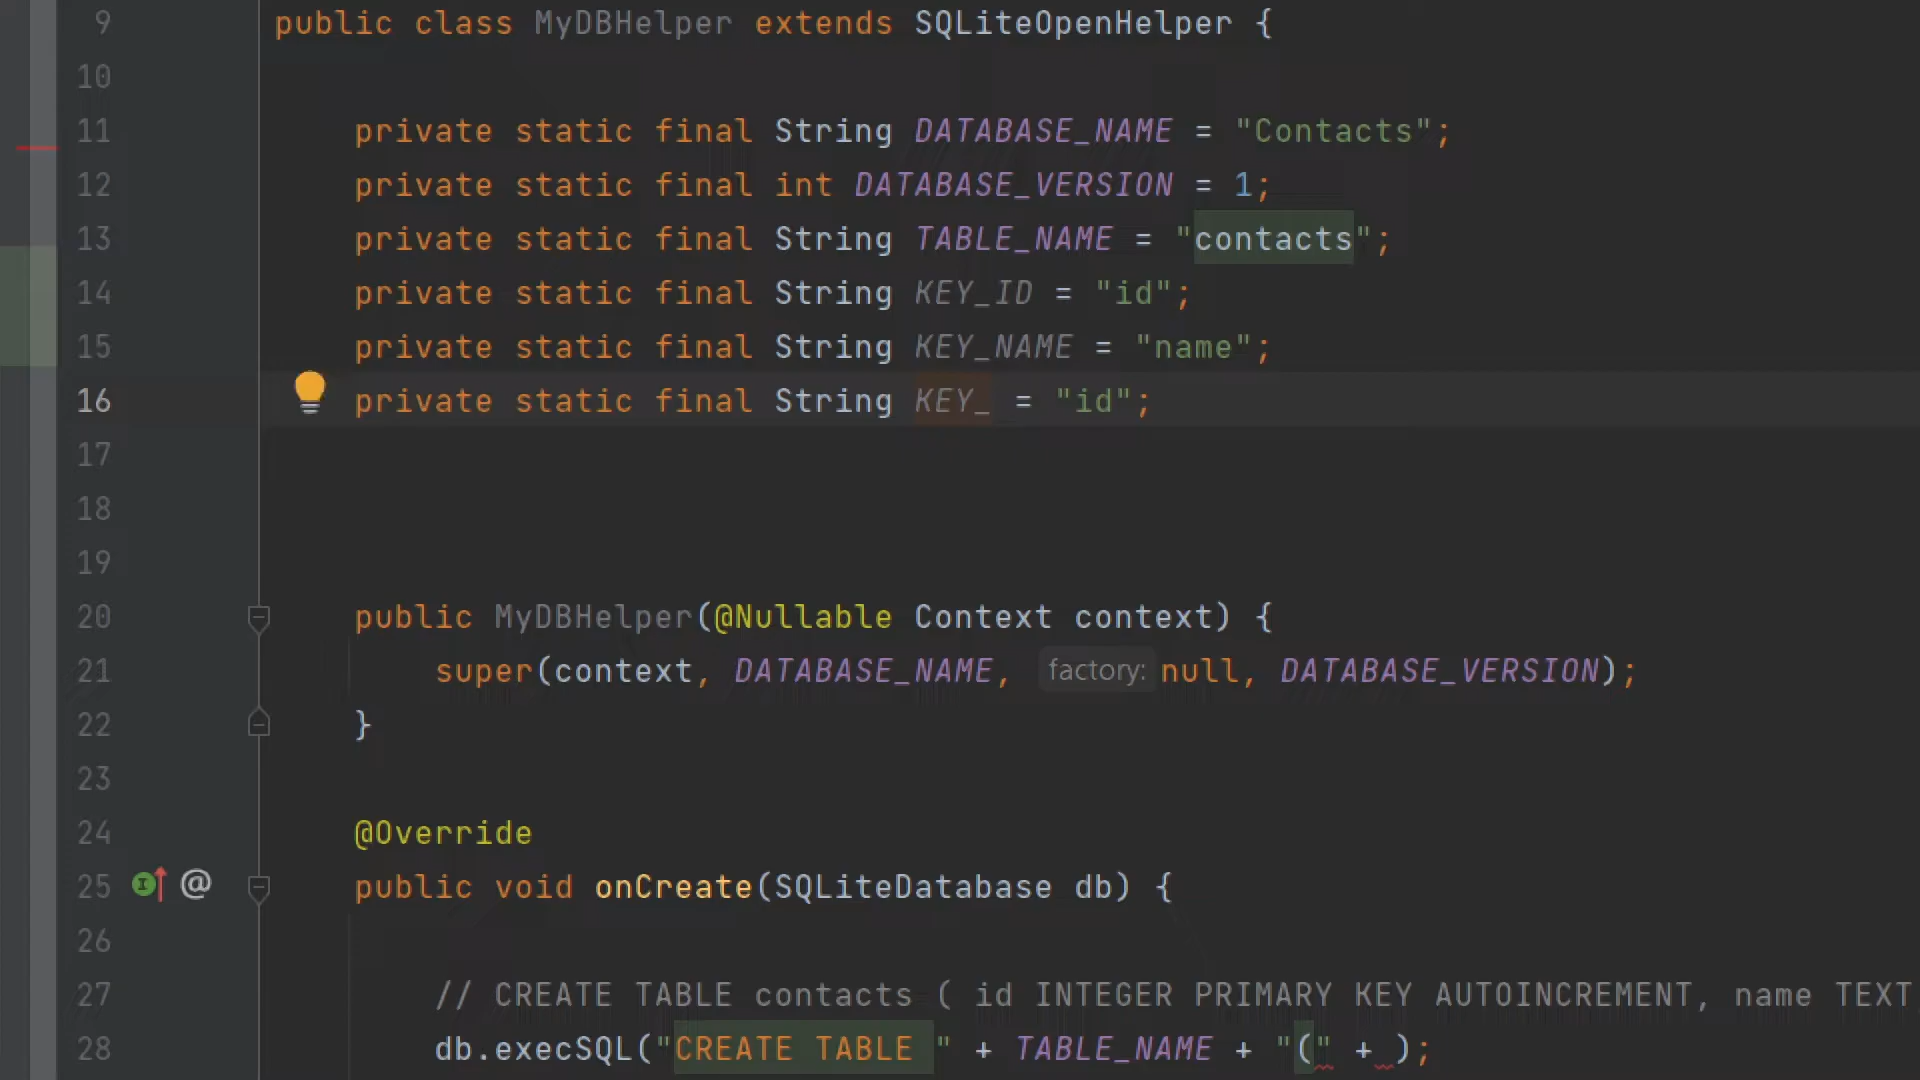 9 public class MyDBHelper extends SQLiteOpenHelper {
10
11 private static final String DATABASE_NAME = "Contacts";
12 private static final int DATABASE_VERSION = 1;
13 private static final String TABLE_NAME = "contacts";
14 private static final String KEY_ID = "id";
15 private static final String KEY_NAME = "name";
16 private static final String KEY_ = "id";
17
18
19
20 public MyDBHelper(@Nullable Context context) {
21 super(context, DATABASE_NAME, factory: null, DATABASE_VERSION);
22 }
23
24 @Override
25 I @ public void onCreate(SQLiteDatabase db) {
26
27 // CREATE TABLE contacts ( id INTEGER PRIMARY KEY AUTOINCREMENT, name TEXT
28 db.execSQL("CREATE TABLE " + TABLE_NAME + "(" + );